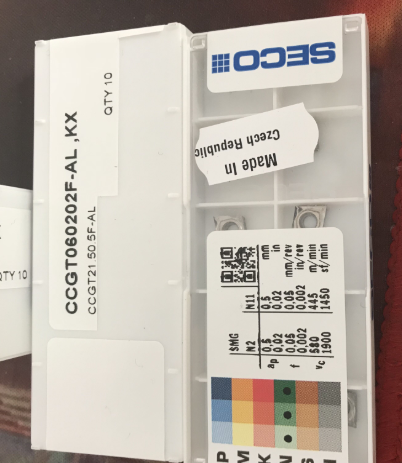 CCGT060202F-AL ,KX
CCGT21 50 5F-AL
QTY 10
QTY 10
SECO
Made In
Czech Republic
SMG N2 N11
ap 0,5 0,5 mm
0.02 0.02 in
f 0,05 0,05 mm/rev
0.002 0.002 in/rev
vc 580 445 m/min
1900 1450 sf/min
P
M
K
N
S